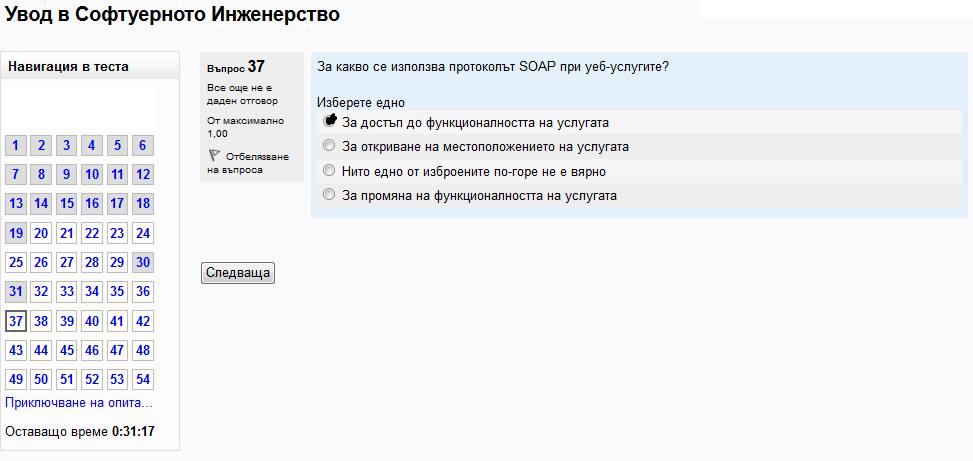 Увод в Софтуерното Инженерство
Навигация в теста
1 2 3 4 5 6
7 8 9 10 11 12
13 14 15 16 17 18
19 20 21 22 23 24
25 26 27 28 29 30
31 32 33 34 35 36
37 38 39 40 41 42
43 44 45 46 47 48
49 50 51 52 53 54
Приключване на опита...
Оставащо време 0:31:17
Въпрос 37
Все още не е
даден отговор
От максимално
1,00
Отбелязване
на въпроса
За какво се използва протоколът SOAP при уеб-услугите?
Изберете едно
За достъп до функционалността на услугата
За откриване на местоположението на услугата
Нито едно от изброените по-горе не е вярно
За промяна на функционалността на услугата
Следваща